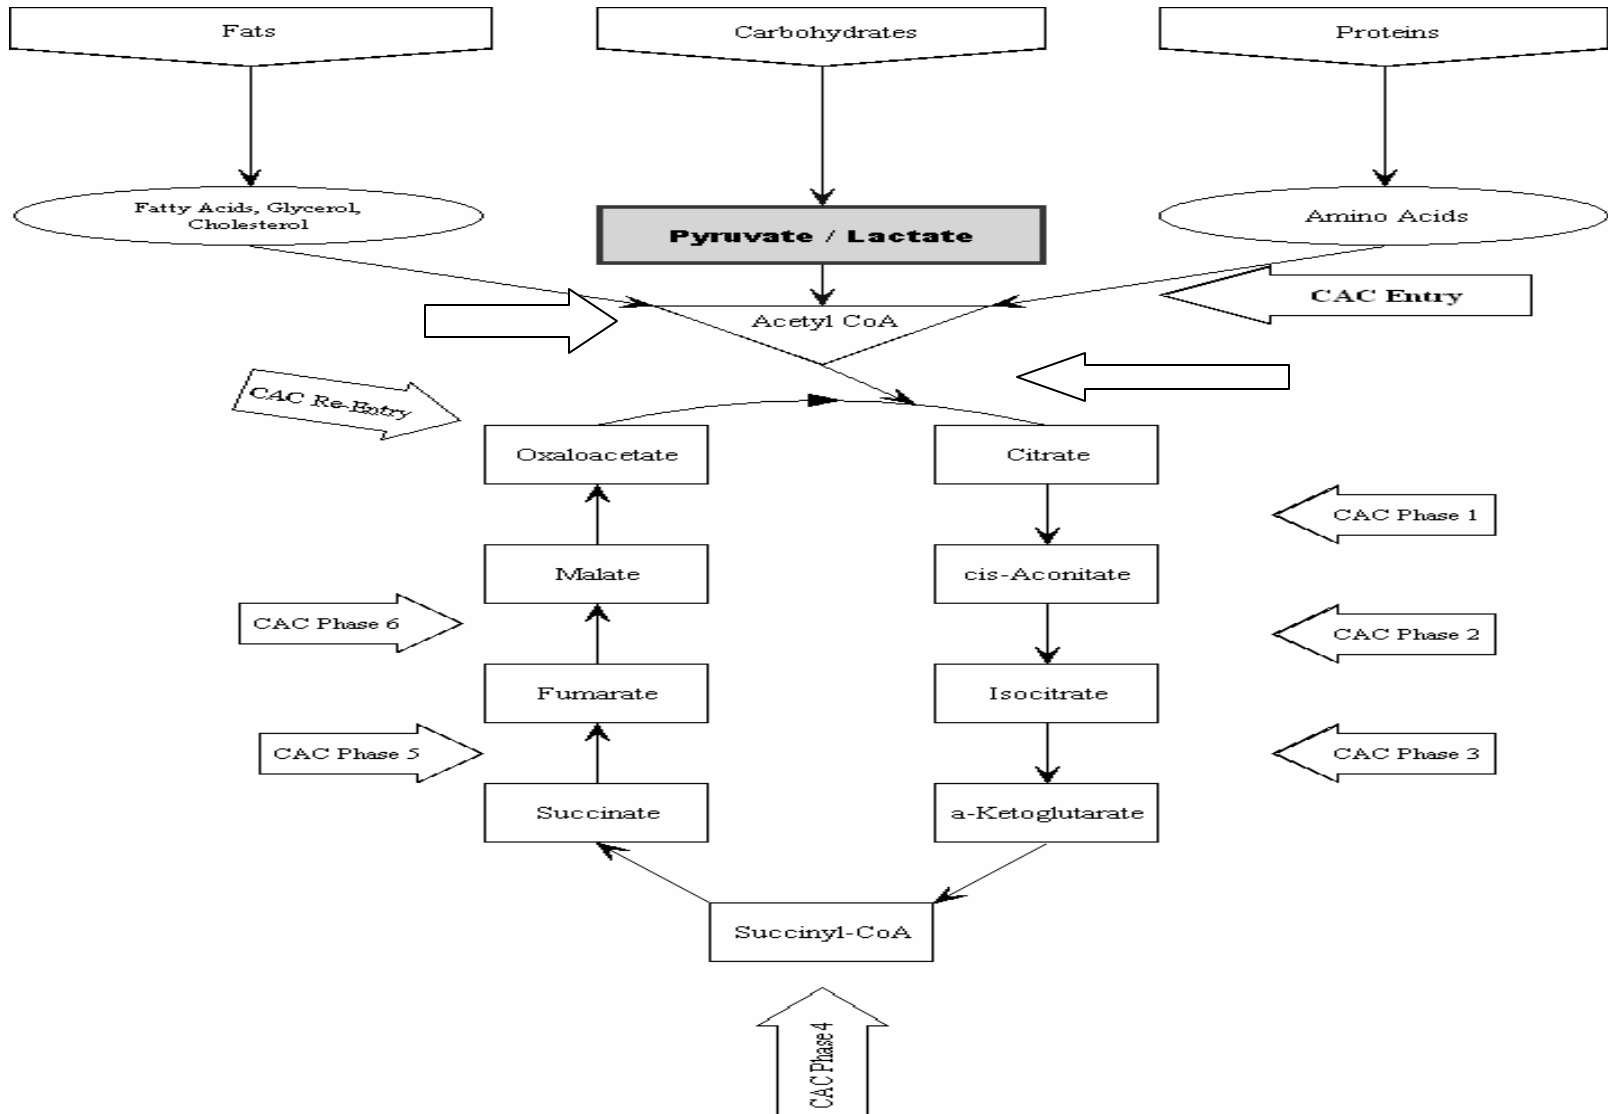 Fats
Carbohydrates
Proteins
Fatty Acids, Glycerol,
Cholesterol
Pyruvate / Lactate
Amino Acids
CAC Entry
Acetyl CoA
CAC Re-Entry
Oxaloacetate
Citrate
CAC Phase 1
Malate
cis-Aconitate
CAC Phase 6
CAC Phase 2
Fumarate
Isocitrate
CAC Phase 5
CAC Phase 3
Succinate
a-Ketoglutarate
Succinyl-CoA
CAC Phase 4